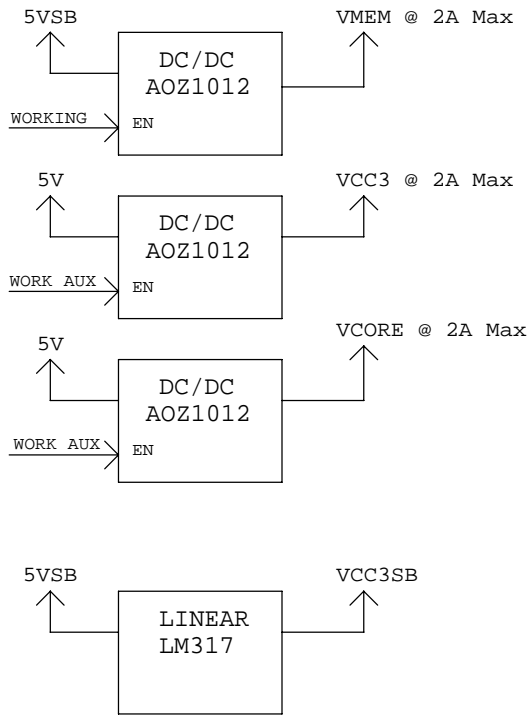 5VSB
VMEM @ 2A Max
DC/DC
AOZ1012
WORKING
EN
5V
VCC3 @ 2A Max
DC/DC
AOZ1012
WORK AUX
EN
5V
VCORE @ 2A Max
DC/DC
AOZ1012
WORK AUX
EN
5VSB
VCC3SB
LINEAR
LM317